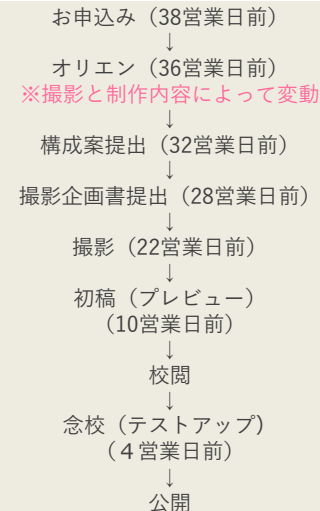 お申込み（38営業日前）
↓
オリエン（36営業日前）
※撮影と制作内容によって変動
↓
構成案提出（32営業日前）
↓
撮影企画書提出（28営業日前）
↓
撮影（22営業日前）
↓
初稿（プレビュー）
（10営業日前）
↓
校閲
↓
念校（テストアップ)
（４営業日前）
↓
公開